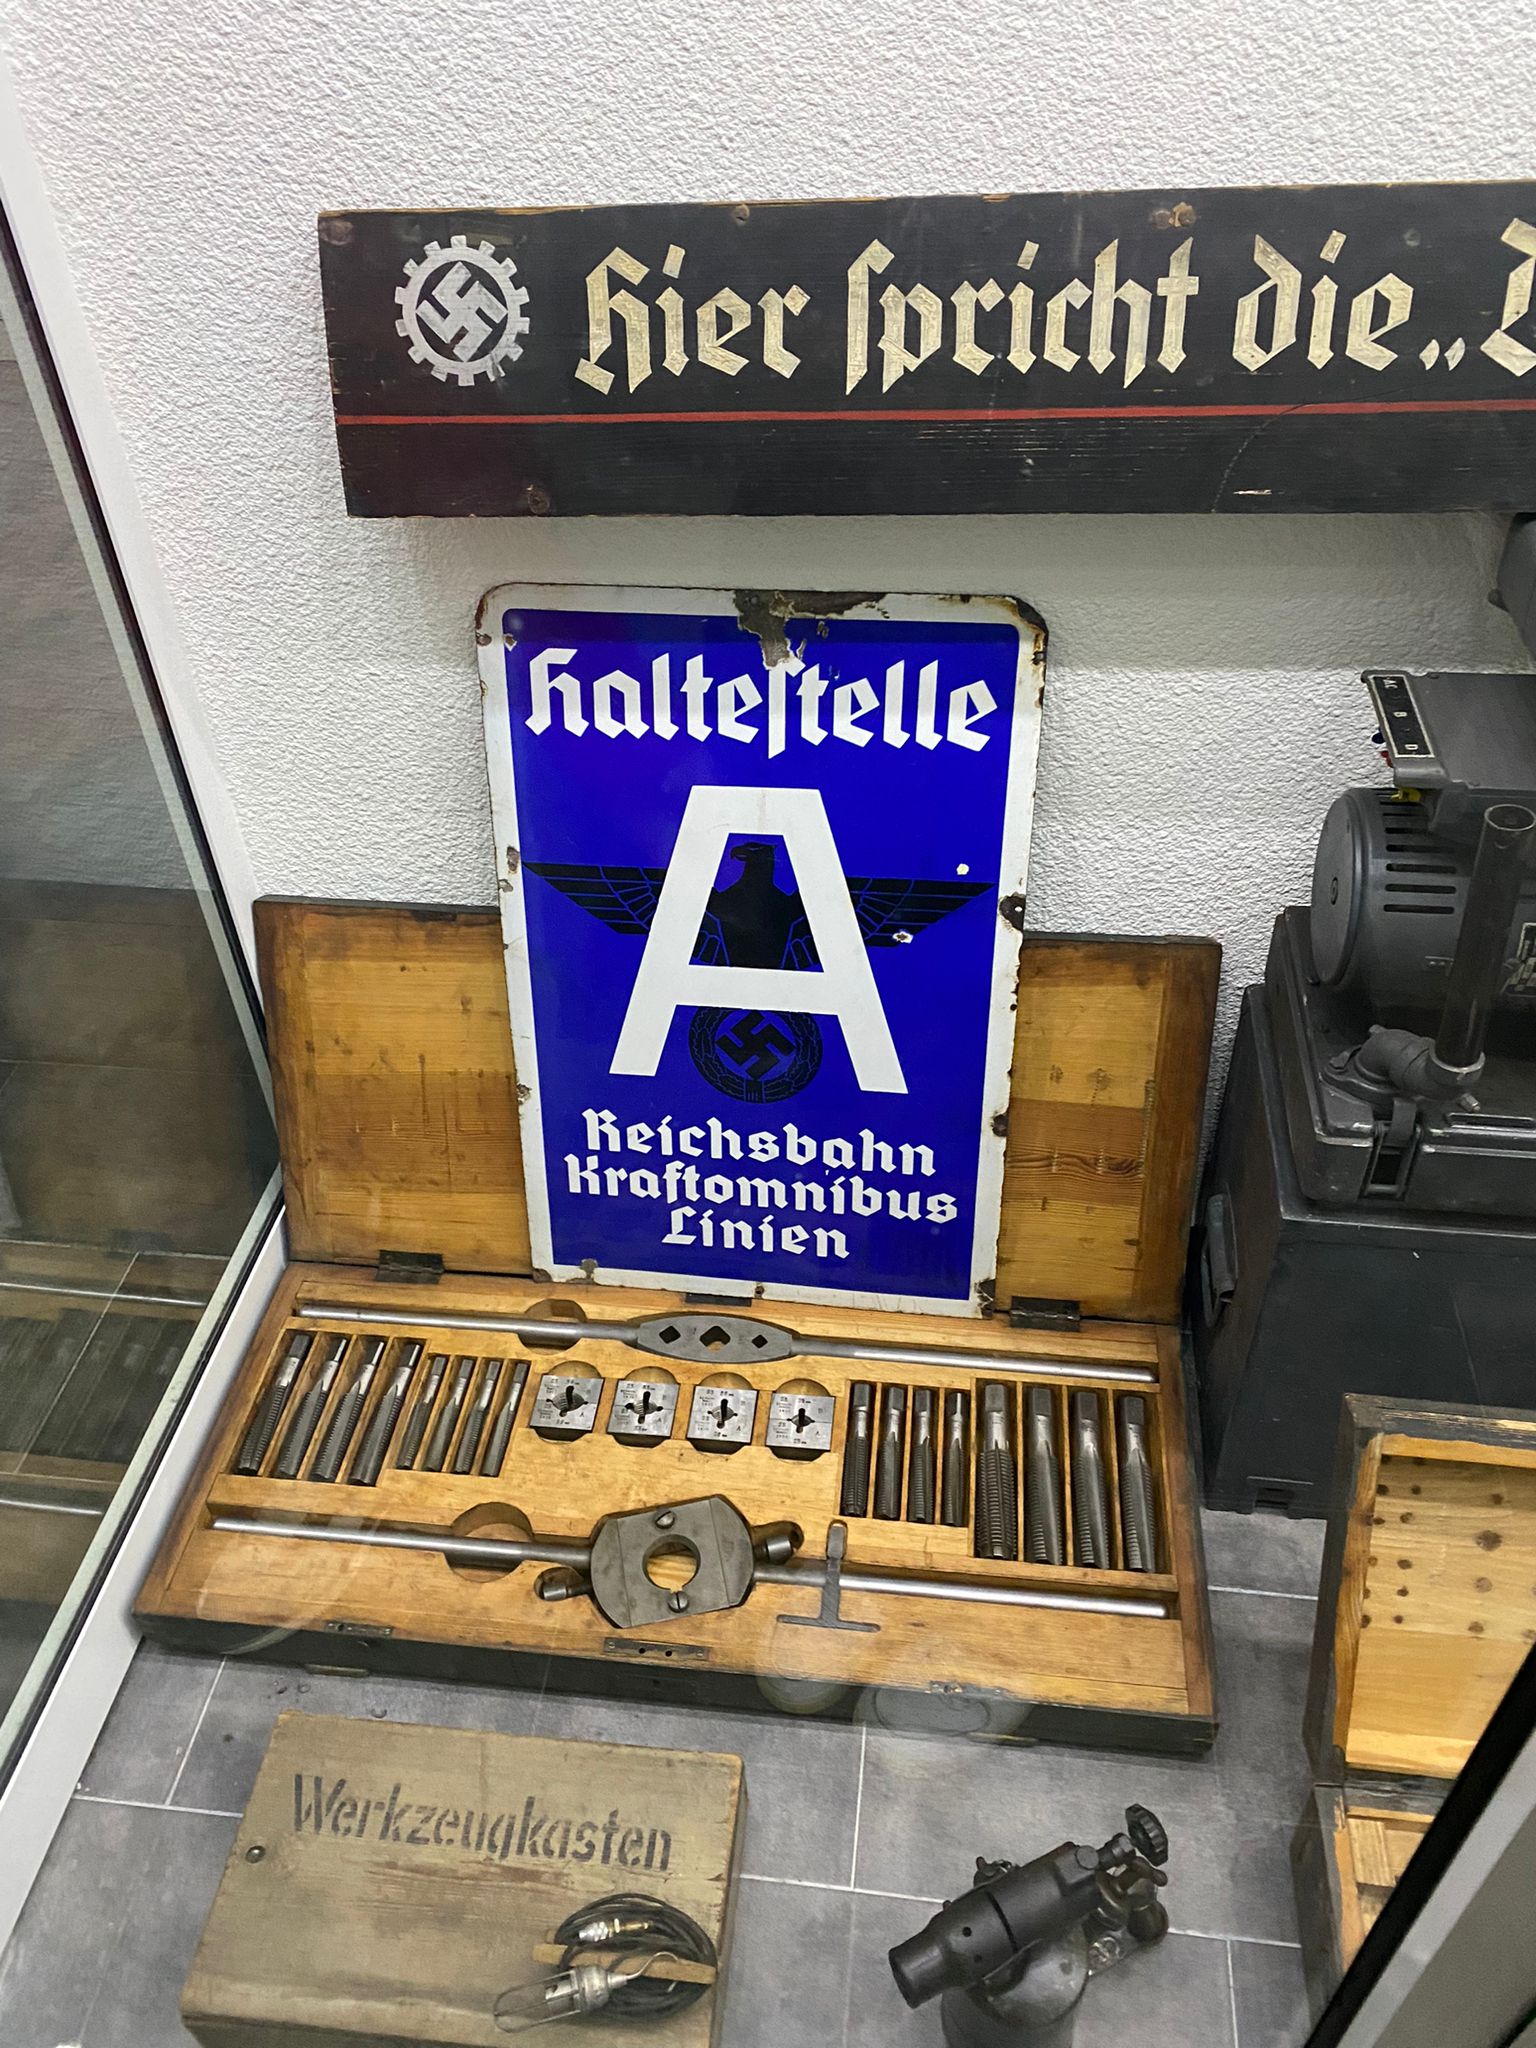 Hier spricht die „
Haltestelle
A
Reichsbahn
Kraftomnibus
Linien
Werkzeugkasten